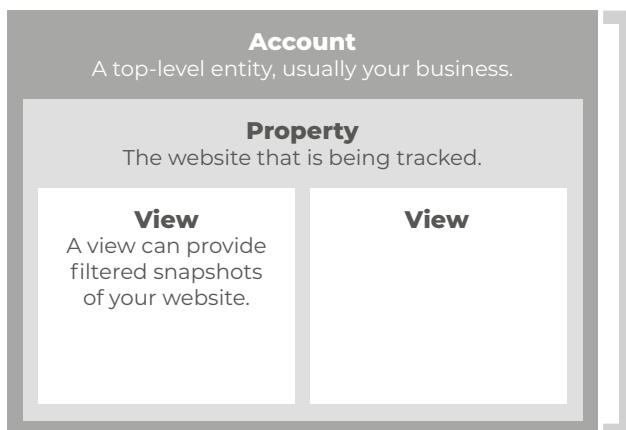 Account
A top-level entity, usually your business.
Property
The website that is being tracked.
View
A view can provide
filtered snapshots
of your website.
View